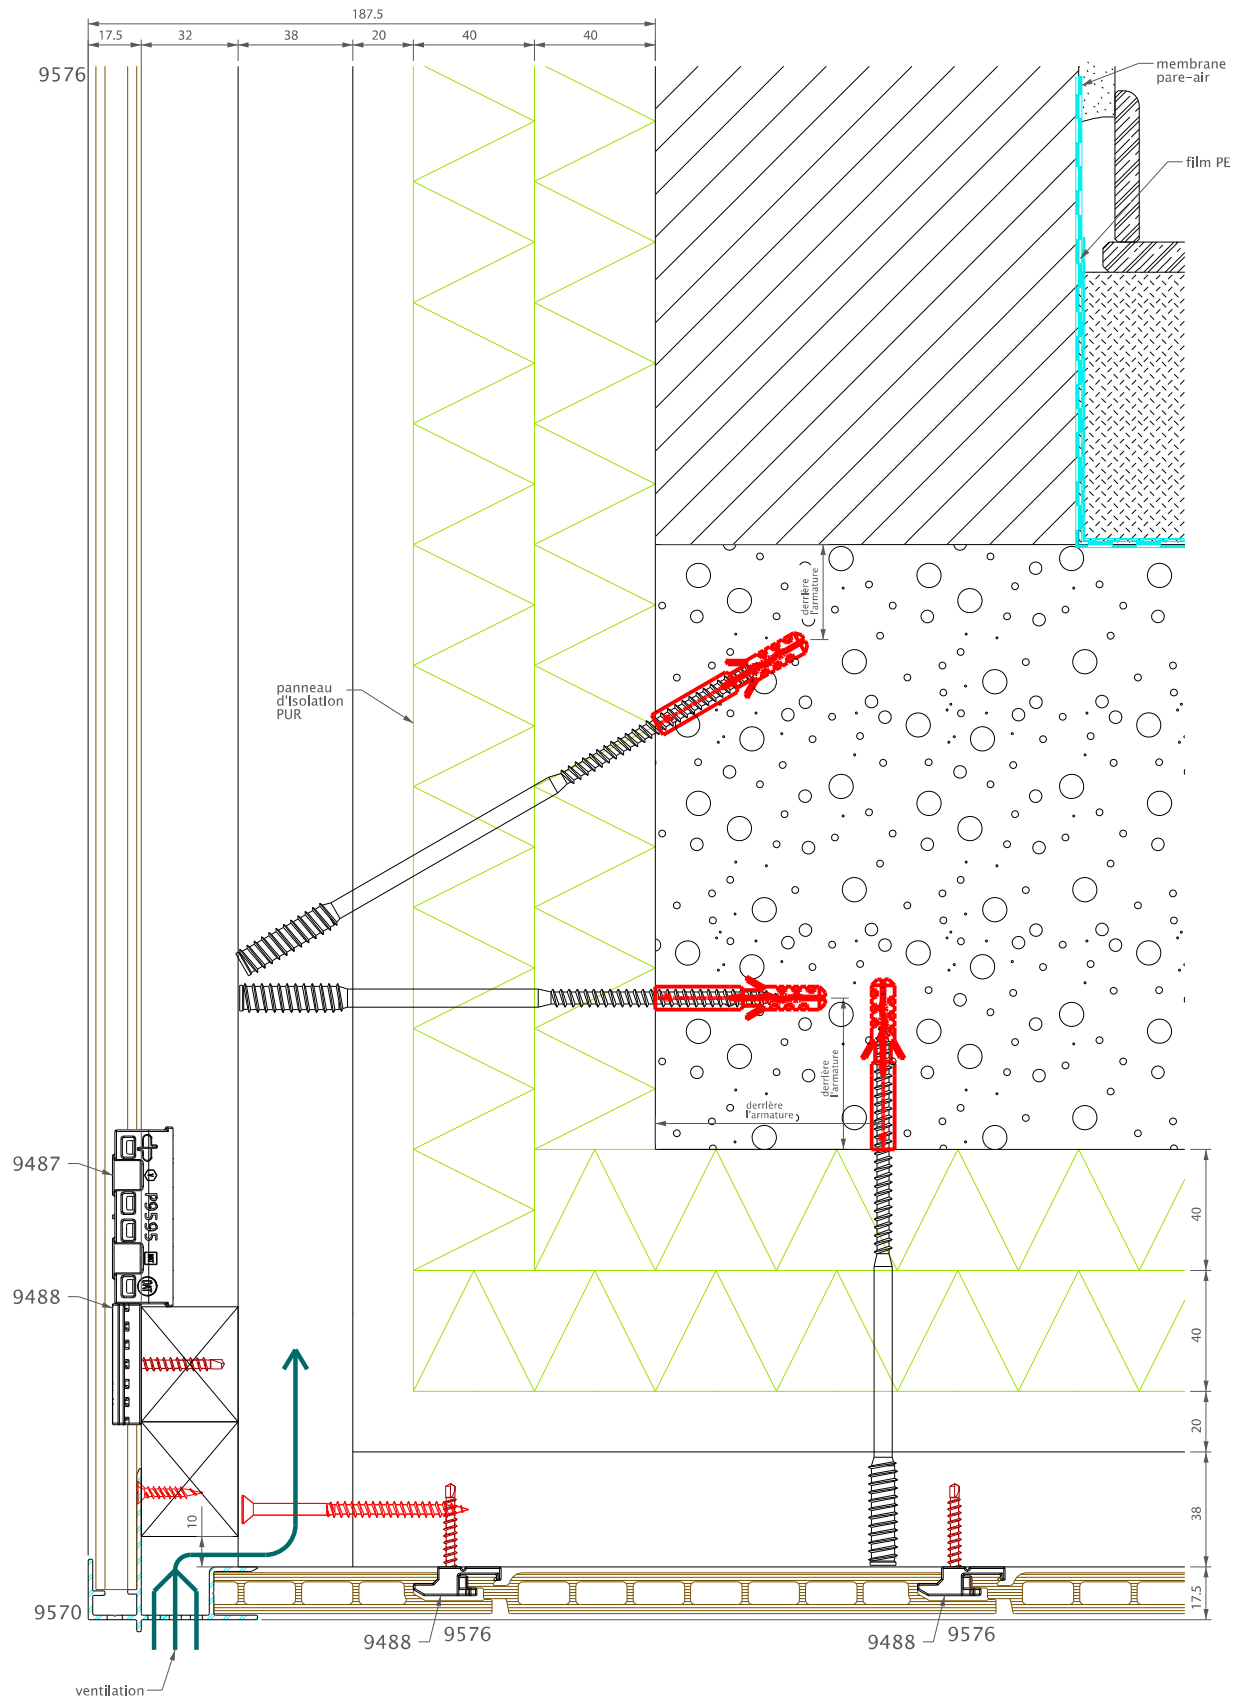 187.5
17.5
32
38
20
40
40
9576
membrane
pare-air
film PE
derrière
l'armature
panneau
d'isolation
PUR
derrière
l'armature
derrière
l'armature
9487
P9595
9488
40
40
20
38
17.5
10
9570
9488
9576
9488
9576
ventilation